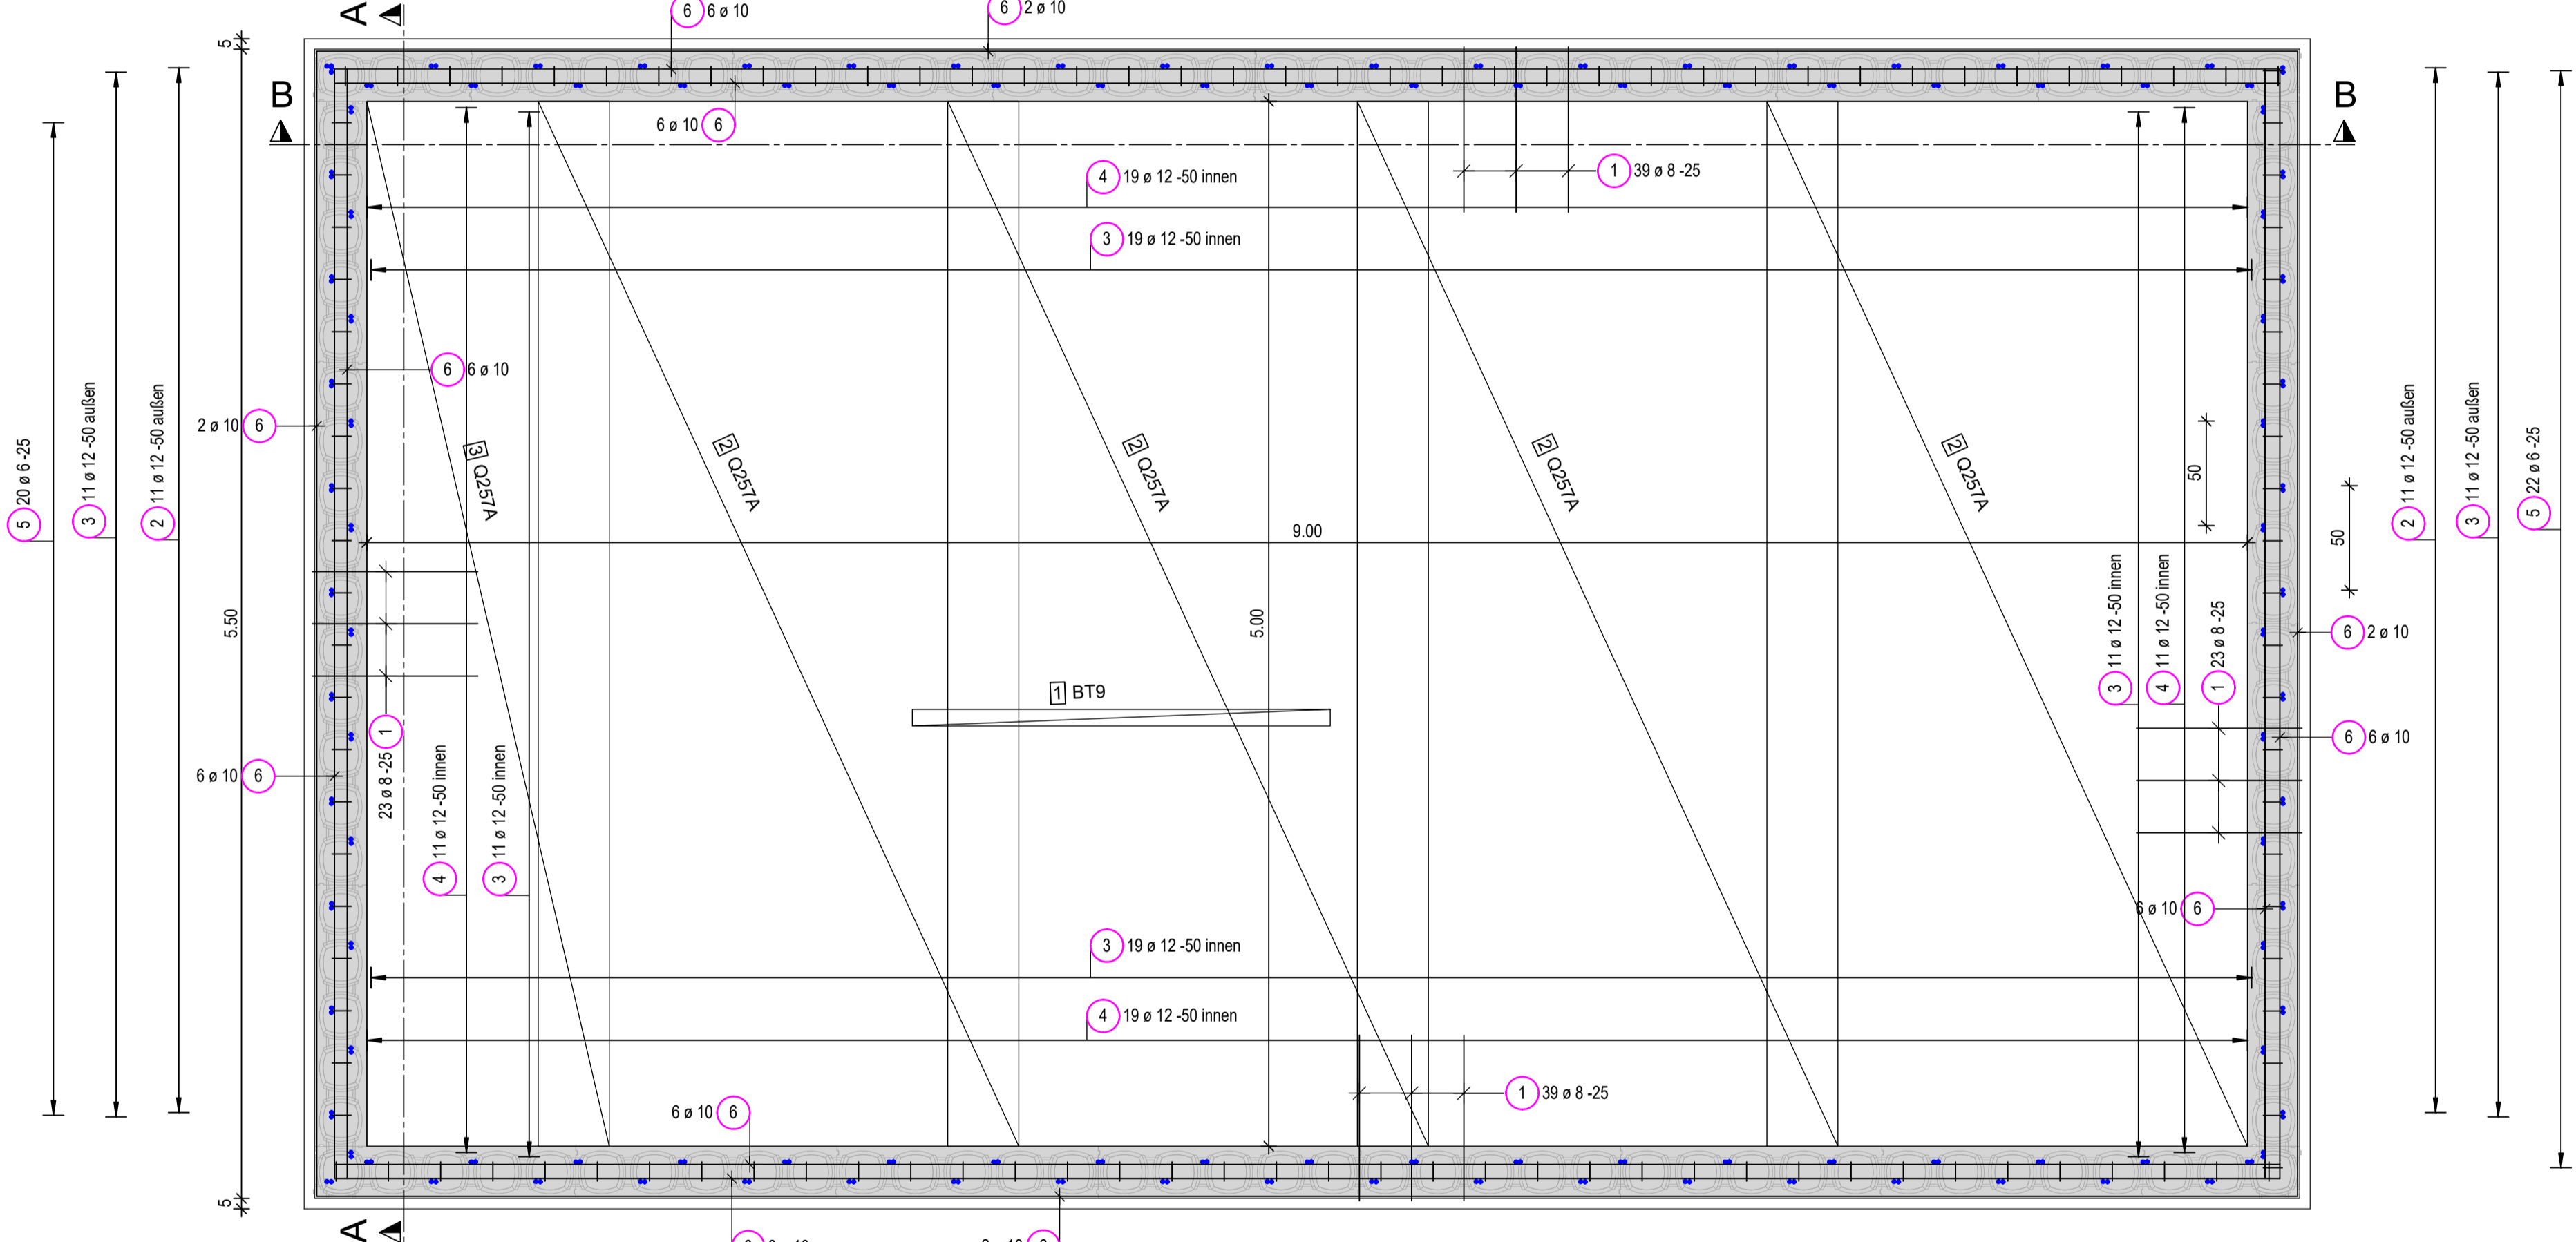 A
6 6 ø 10
6 2 ø 10
5
B
B
6 ø 10 6
4 19 ø 12 -50 innen
1 39 ø 8 -25
3 19 ø 12 -50 innen
6 6 ø 10
2 ø 10 6
5 20 ø 6 -25
3 11 ø 12 -50 außen
2 11 ø 12 -50 außen
3 Q257A
2 Q257A
2 Q257A
2 Q257A
2 Q257A
50
50
2 11 ø 12 -50 außen
3 11 ø 12 -50 außen
5 22 ø 6 -25
9.00
5.50
5.00
6 2 ø 10
3 11 ø 12 -50 innen
4 11 ø 12 -50 innen
1 23 ø 8 -25
1 BT9
6 6 ø 10
6 ø 10 6
23 ø 8 -25 1
4 11 ø 12 -50 innen
3 11 ø 12 -50 innen
6 ø 10 6
3 19 ø 12 -50 innen
4 19 ø 12 -50 innen
1 39 ø 8 -25
6 ø 10 6
5
A